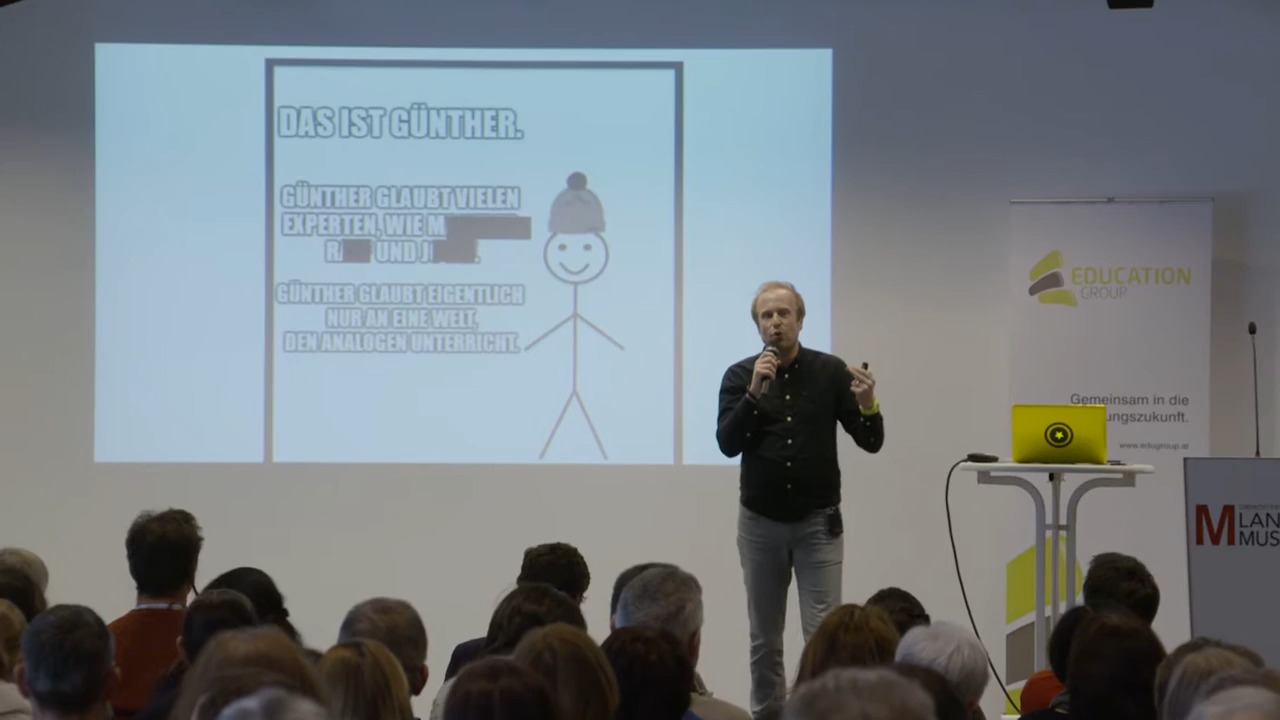 DAS IST GÜNTHER.
GÜNTHER GLAUBT VIELEN
EXPERTEN, WIE M
R UND J .
GÜNTHER GLAUBT EIGENTLICH
NUR AN EINE WELT,
DEN ANALOGEN UNTERRICHT.
EDUCATION
GROUP
Gemeinsam in die
ungszukunft.
www.edugroup.at
M LAN
MUS